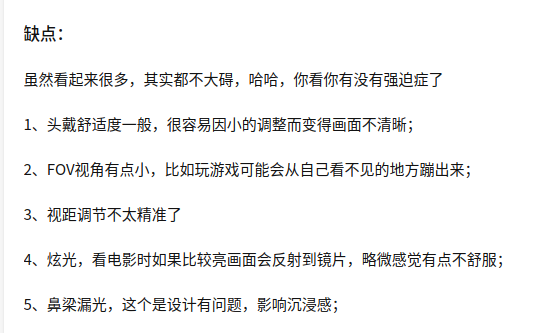 缺点：
虽然看起来很多，其实都不大碍，哈哈，你看你有没有强迫症了
1、头戴舒适度一般，很容易因小的调整而变得画面不清晰；
2、FOV视角有点小，比如玩游戏可能会从自己看不见的地方蹦出来；
3、视距调节不太精准了
4、炫光，看电影时如果比较亮画面会反射到镜片，略微感觉有点不舒服；
5、鼻梁漏光，这个是设计有问题，影响沉浸感；